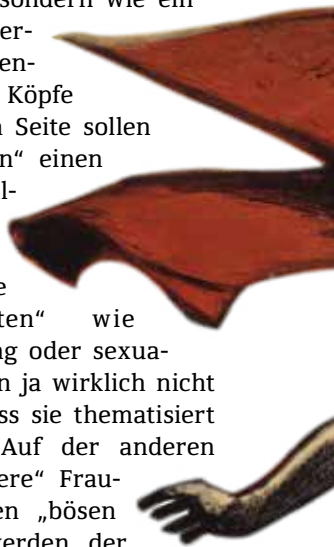 sondern wie ein
er-
en-
Köpfe
Seite sollen
n“ einen
l-
e
ten“ wie
ng oder sexua-
n ja wirklich nicht
ss sie thematisiert
Auf der anderen
ere“ Frau-
en „bösen
erden der